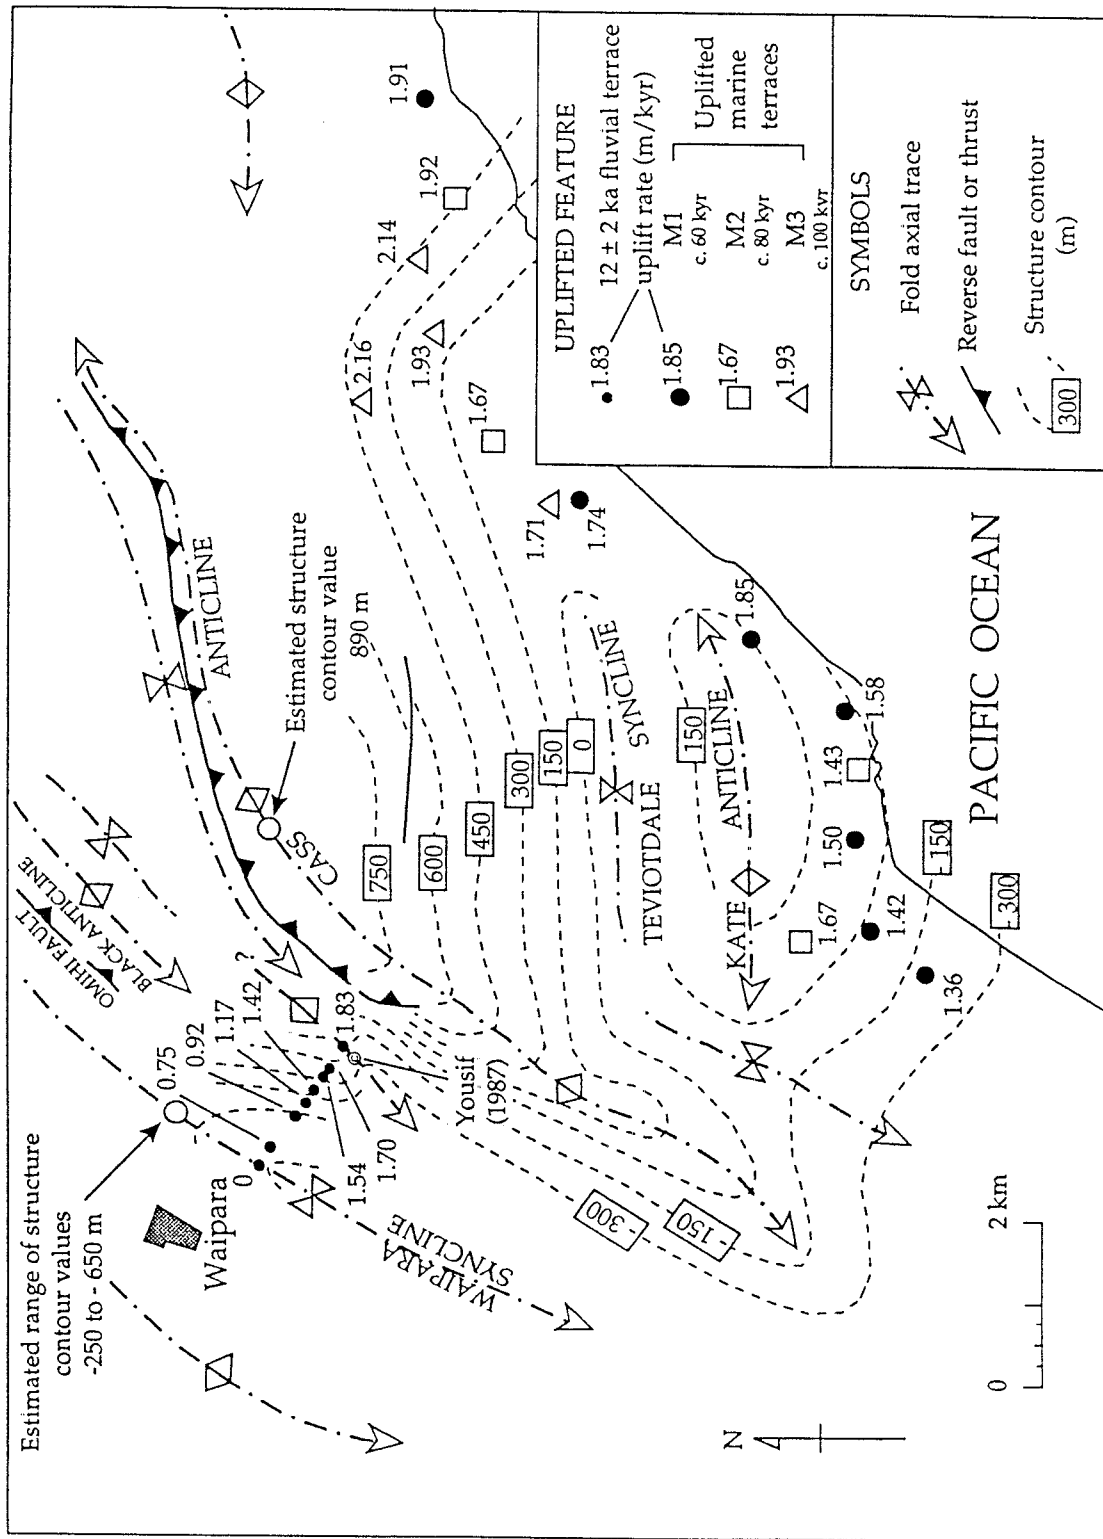 Estimated range of structure
contour values
-250 to - 650 m
Waipara
0
0.75
0.92
1.17
1.42
?
1.83
1.54
1.70
Yousif
(1987)
WAIPARA
SYNCLINE
OMIHI FAULT
BLACK ANTICLINE
CASS
ANTICLINE
Estimated structure
contour value
890 m
750
600
450
300
150
0
-300
-150
TEVIOTDALE
SYNCLINE
150
KATE
ANTICLINE
-150
-300
2.16
2.14
1.92
1.91
1.93
1.67
1.71
1.74
1.85
1.58
1.43
1.50
1.67
1.42
1.36
PACIFIC OCEAN
N
0
2 km
UPLIFTED FEATURE
1.83
12 ± 2 ka fluvial terrace
uplift rate (m/kyr)
1.85
M1
c. 60 kyr
1.67
M2
c. 80 kyr
1.93
M3
c. 100 kyr
Uplifted
marine
terraces
SYMBOLS
Fold axial trace
Reverse fault or thrust
300
Structure contour
(m)